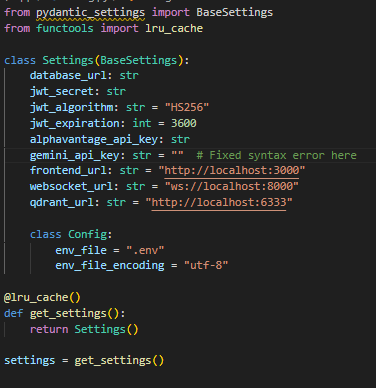 from pydantic_settings import BaseSettings
from functools import lru_cache

class Settings(BaseSettings):
    database_url: str
    jwt_secret: str
    jwt_algorithm: str = "HS256"
    jwt_expiration: int = 3600
    alphavantage_api_key: str
    gemini_api_key: str = ""  # Fixed syntax error here
    frontend_url: str = "http://localhost:3000"
    websocket_url: str = "ws://localhost:8000"
    qdrant_url: str = "http://localhost:6333"

    class Config:
        env_file = ".env"
        env_file_encoding = "utf-8"

@lru_cache()
def get_settings():
    return Settings()

settings = get_settings()